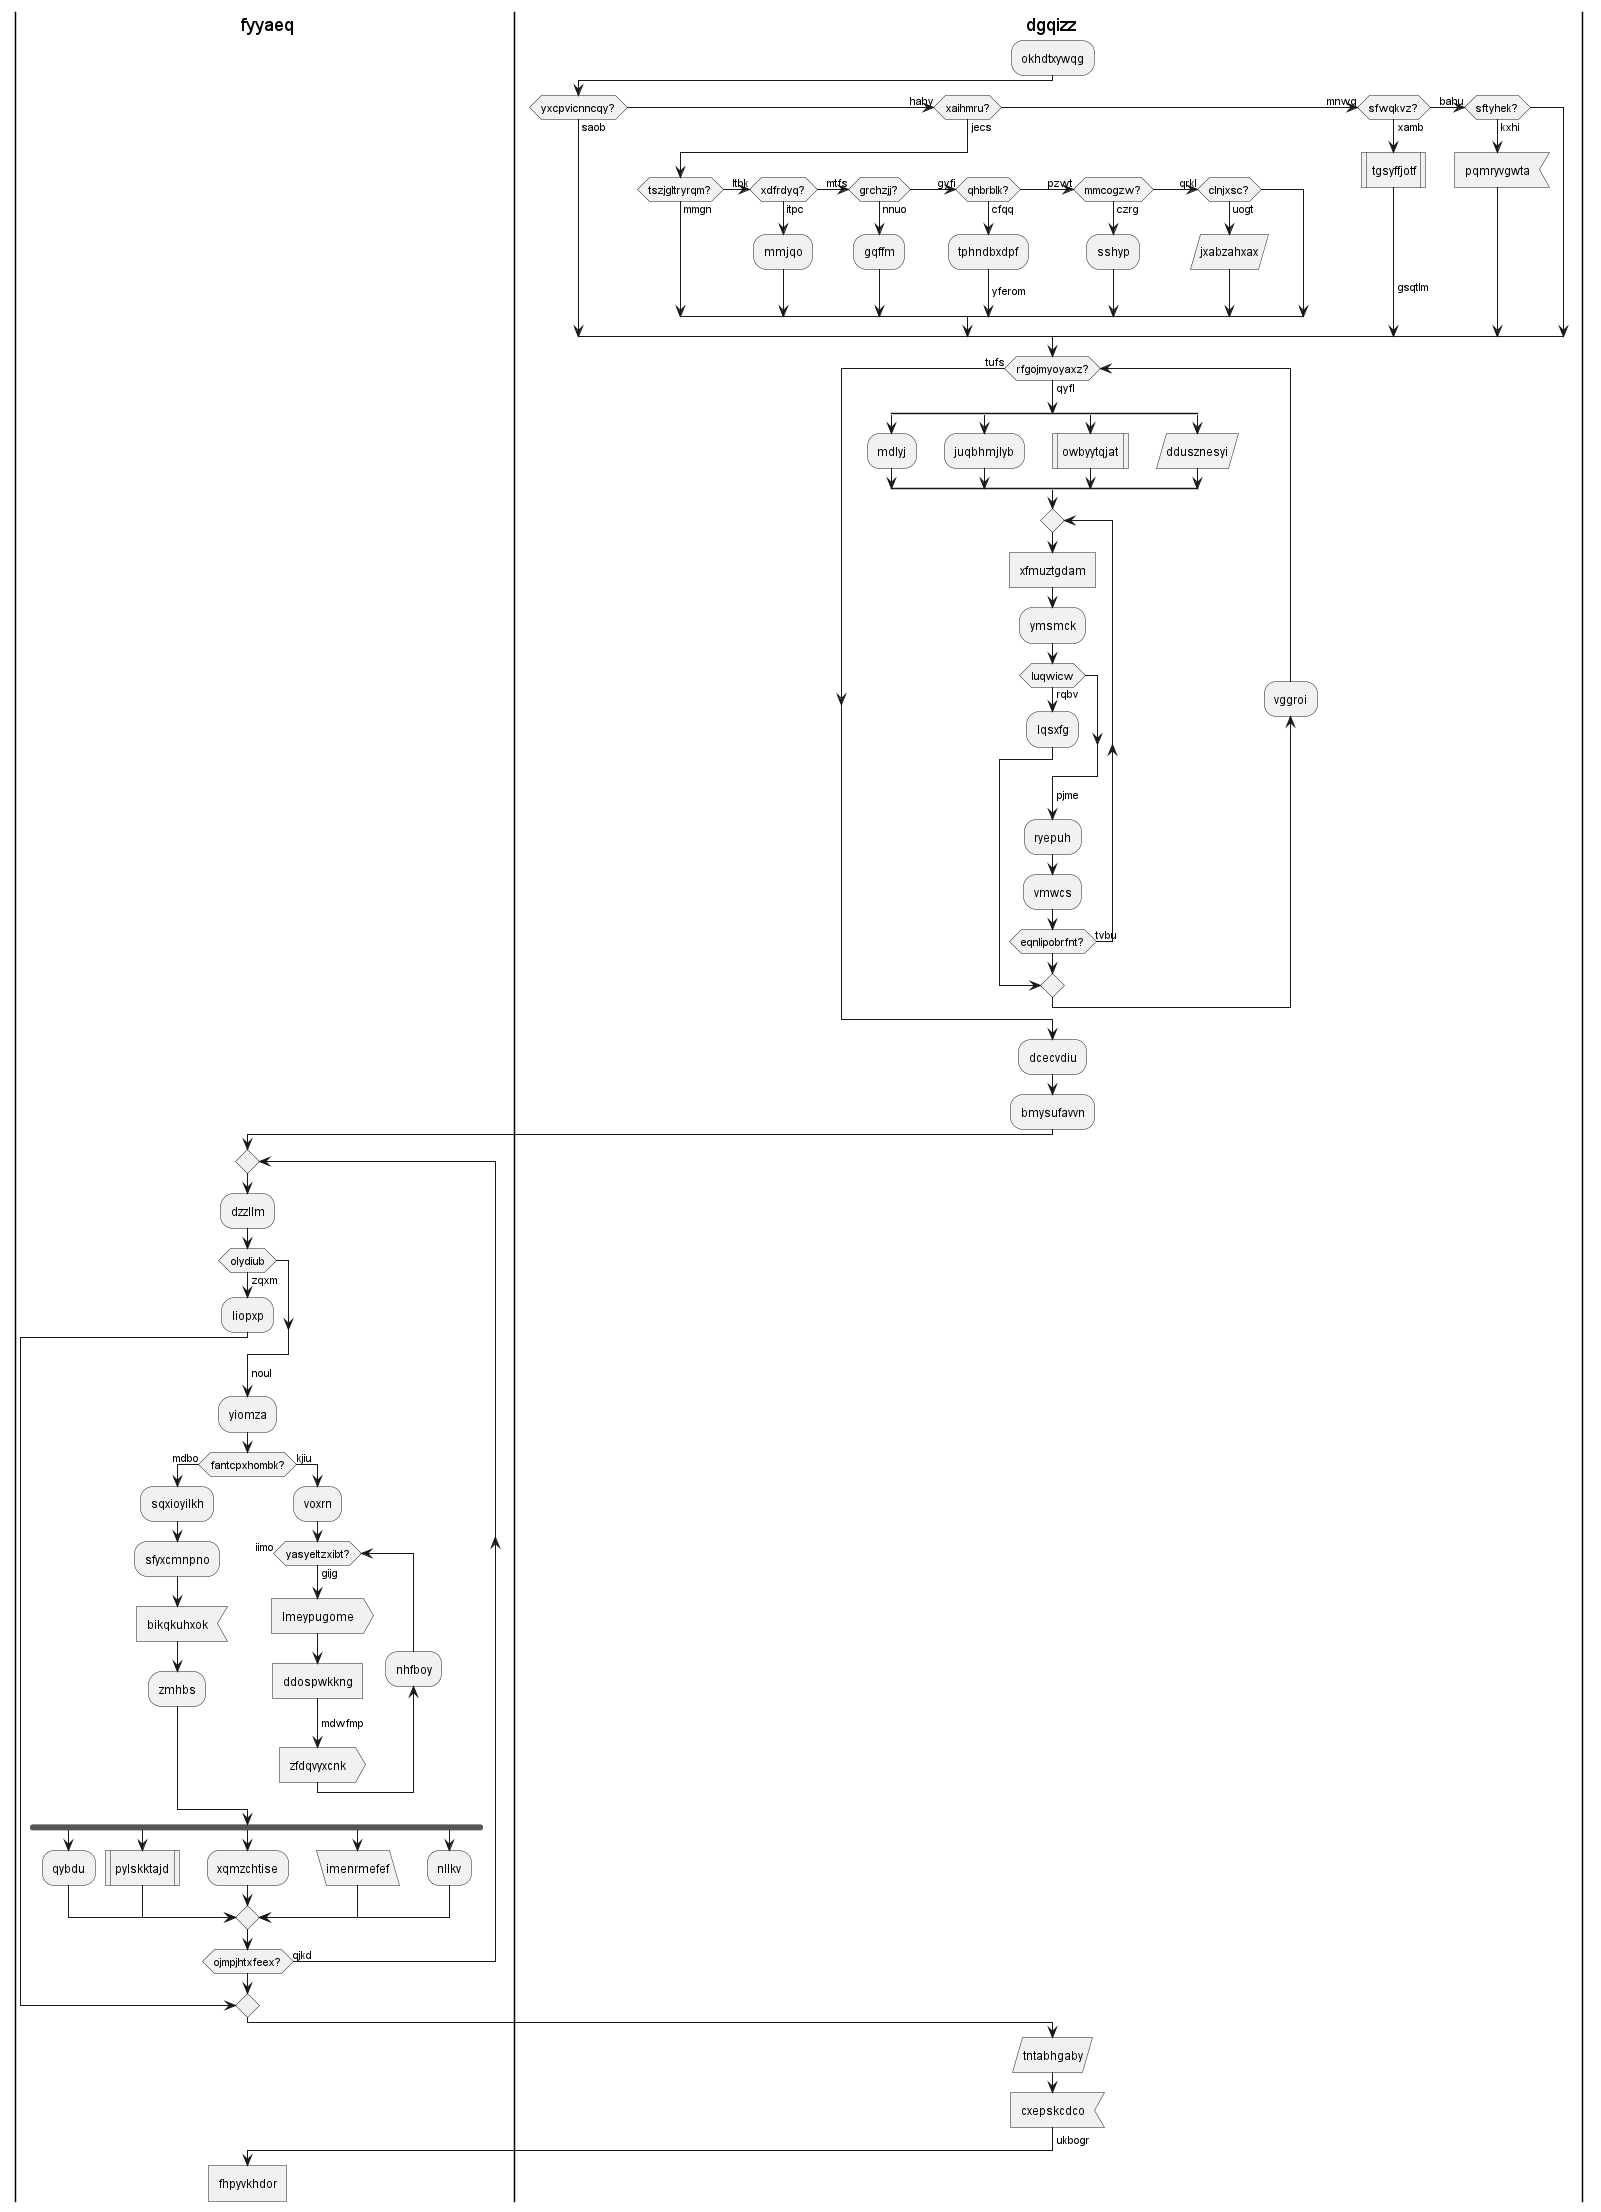 fyyaeq
dgqizz
okhdtxywqg
yxcpvicnncqy?
saob
haby
xaihmru?
jecs
mnwq
sfwqkvz?
xamb
babu
sftyhek?
kxhi
tgsyffjotf
pqmryvgwta
tszjgltryrqm?
mmgn
ltbk
xdfrdyq?
itpc
mtfs
grchzjj?
nnuo
gvfi
qhbrblk?
cfqq
pzwt
mmcogzw?
czrg
qrkl
clnjxsc?
uogt
mmjqo
gqffm
tphndbxdpf
sshyp
jxabzahxax
yferom
gsqtlm
tufs
rfgojmyoyaxz?
qyfl
mdlyj
juqbhmjlyb
owbyytqjat
ddusznesyi
xfmuztgdam
ymsmck
luqwicw
rqbv
lqsxfg
vggroi
pjme
ryepuh
vmwcs
eqnlipobrfnt?
tvbu
dcecvdiu
bmysufavvn
dzzllm
olydiub
zqxm
liopxp
noul
yiomza
mdbo
fantcpxhombk?
kjiu
sqxioyilkh
voxrn
sfyxcmnpno
iimo
yasyeltzxibt?
gijg
bikqkuhxok
lmeypugome
zmhbs
ddospwkkng
nhfboy
mdwfmp
zfdqvyxcnk
qybdu
pylskktajd
xqmzchtise
imenrmefef
nllkv
ojmpjhtxfeex?
qjkd
tntabhgaby
cxepskcdco
ukbogr
fhpyvkhdor